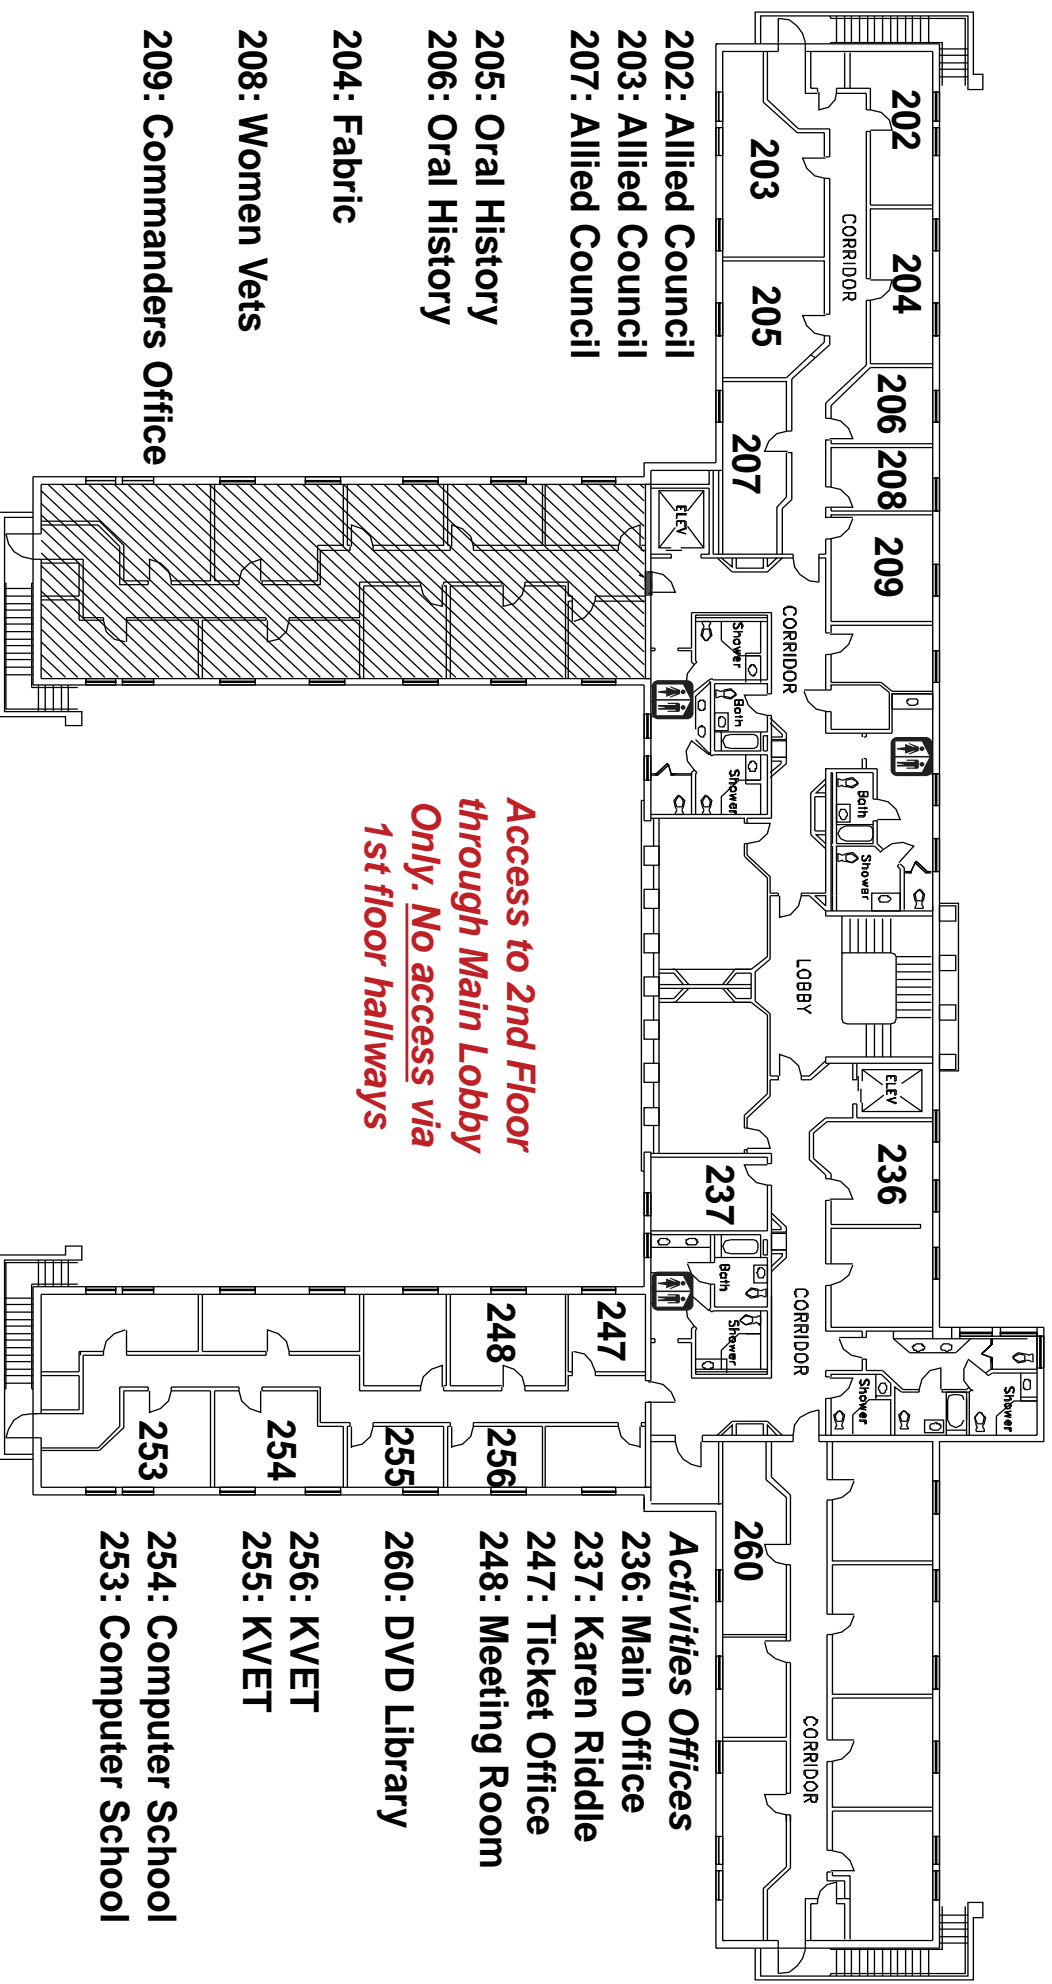 202
204
206
208
209
236
203
205
207
237
260
CORRIDOR
CORRIDOR
LOBBY
CORRIDOR
CORRIDOR
ELEV
ELEV
Shower
Bath
Shower
Bath
Shower
Bath
Shower
Shower
Shower
247
248
253
254
255
256
202: Allied Council
203: Allied Council
207: Allied Council
205: Oral History
206: Oral History
204: Fabric
208: Women Vets
209: Commanders Office
Access to 2nd Floor
through Main Lobby
Only. No access via
1st floor hallways
Activities Offices
236: Main Office
237: Karen Riddle
247: Ticket Office
248: Meeting Room
260: DVD Library
256: KVET
255: KVET
254: Computer School
253: Computer School